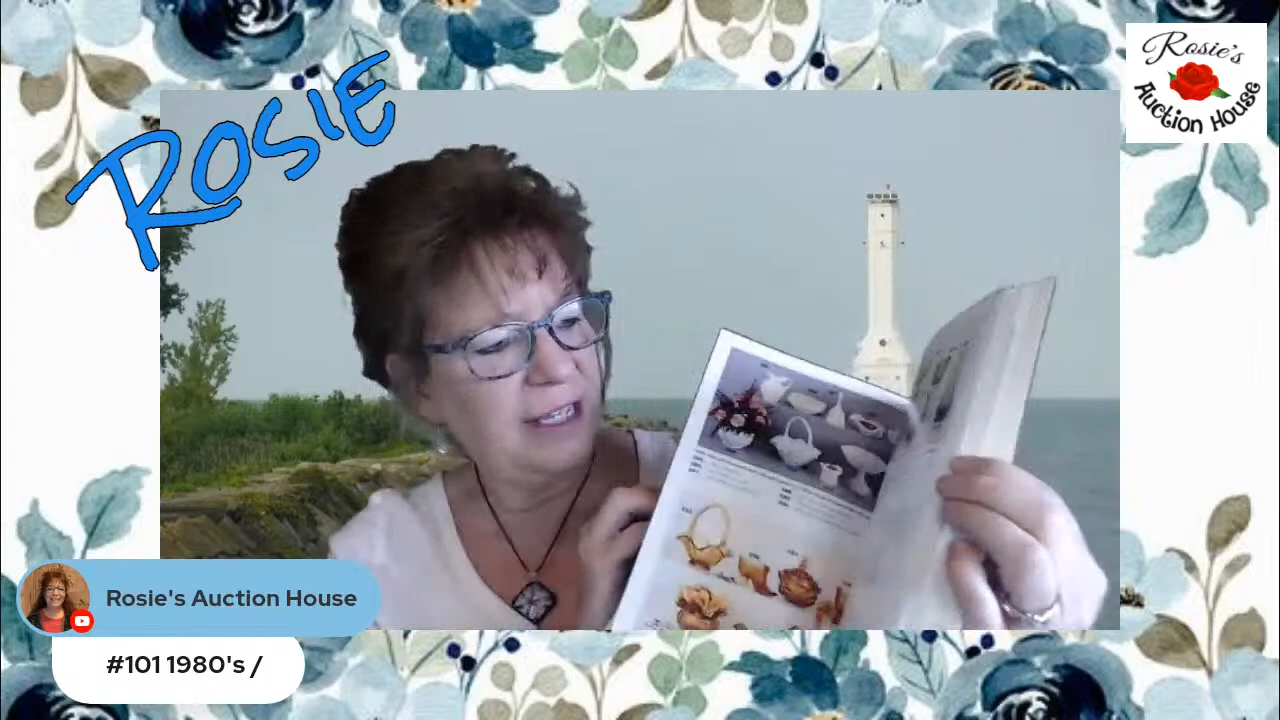 ROSIE
Rosie's
Auction House
Rosie's Auction House
#101 1980's /